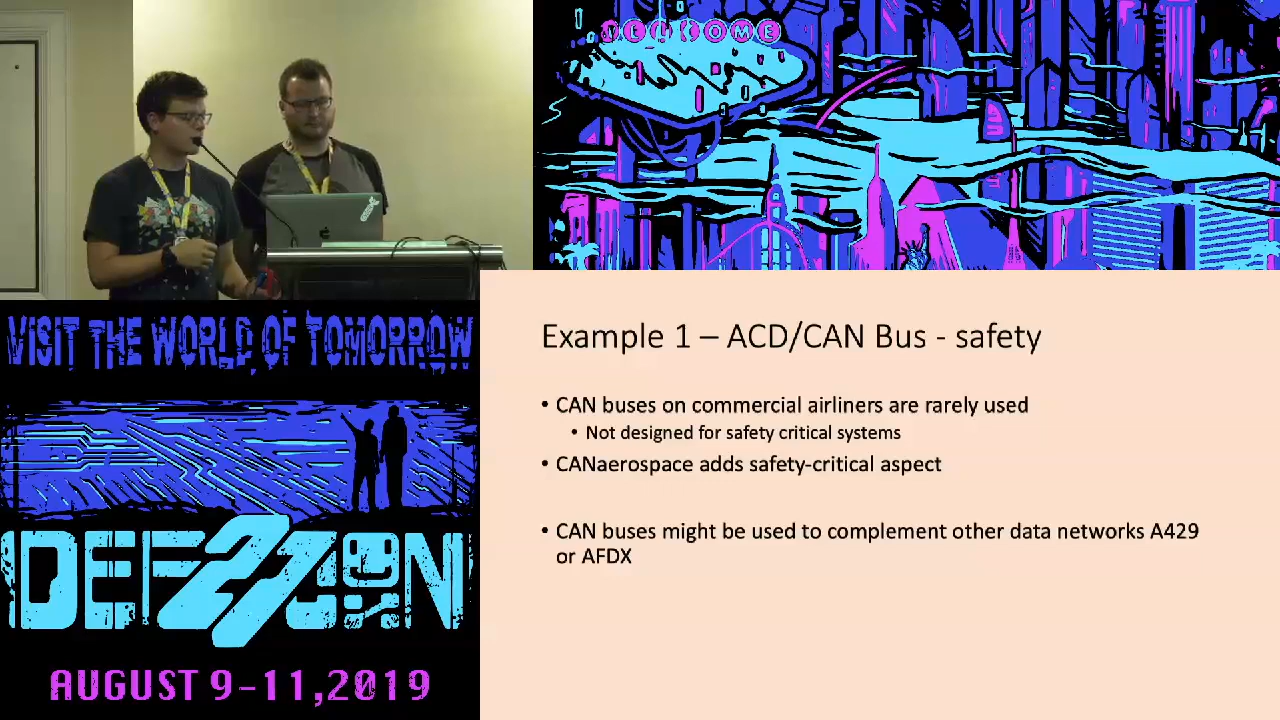 WELCOME
VISIT THE WORLD OF TOMORROW
DEF27CON
AUGUST 9-11,2019
Example 1 – ACD/CAN Bus - safety
• CAN buses on commercial airliners are rarely used
• Not designed for safety critical systems
• CANaerospace adds safety-critical aspect
• CAN buses might be used to complement other data networks A429
or AFDX